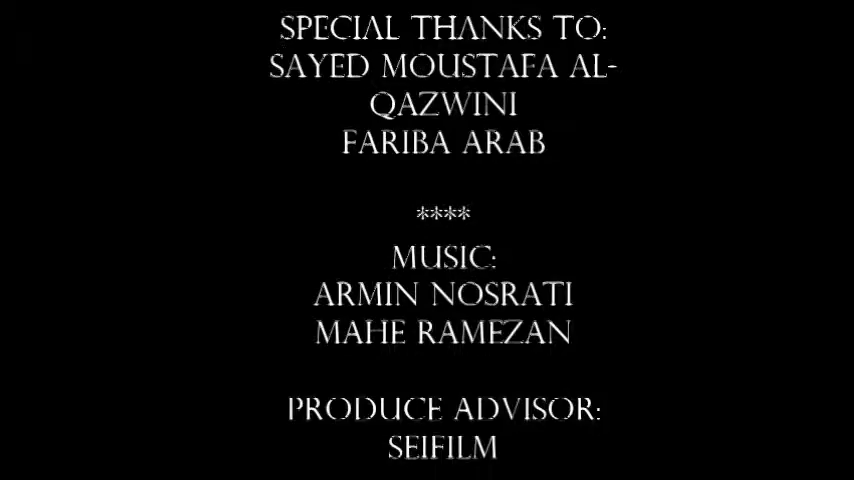 SPECIAL THANKS TO:
SAYED MOUSTAFA AL-
QAZWINI
FARIBA ARAB
****
MUSIC:
ARMIN NOSRATI
MAHE RAMEZAN
PRODUCE ADVISOR:
SEIFILM